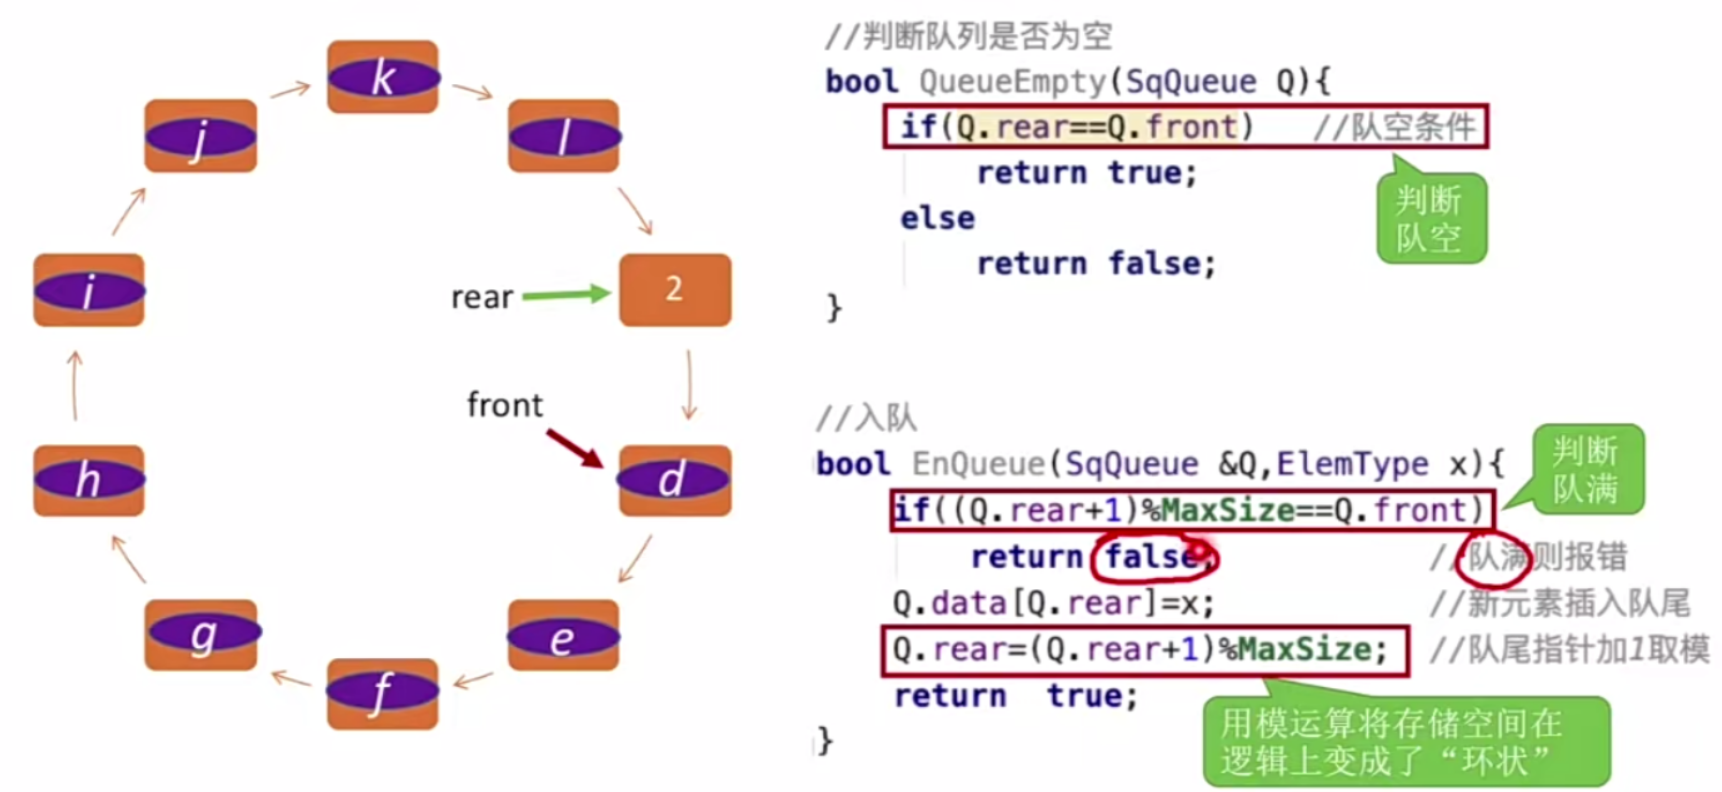 k
j
l
i
rear
2
front
h
d
g
e
f
//判断队列是否为空
bool QueueEmpty(SqQueue Q){
if(Q.rear==Q.front) //队空条件
return true;
else
return false;
}
判断
队空
//入队
bool EnQueue(SqQueue &Q,ElemType x){
if((Q.rear+1)%MaxSize==Q.front)
return false; //队满则报错
Q.data[Q.rear]=x; //新元素插入队尾
Q.rear=(Q.rear+1)%MaxSize; //队尾指针加1取模
return true;
}
判断
队满
用模运算将存储空间在
逻辑上变成了“环状”